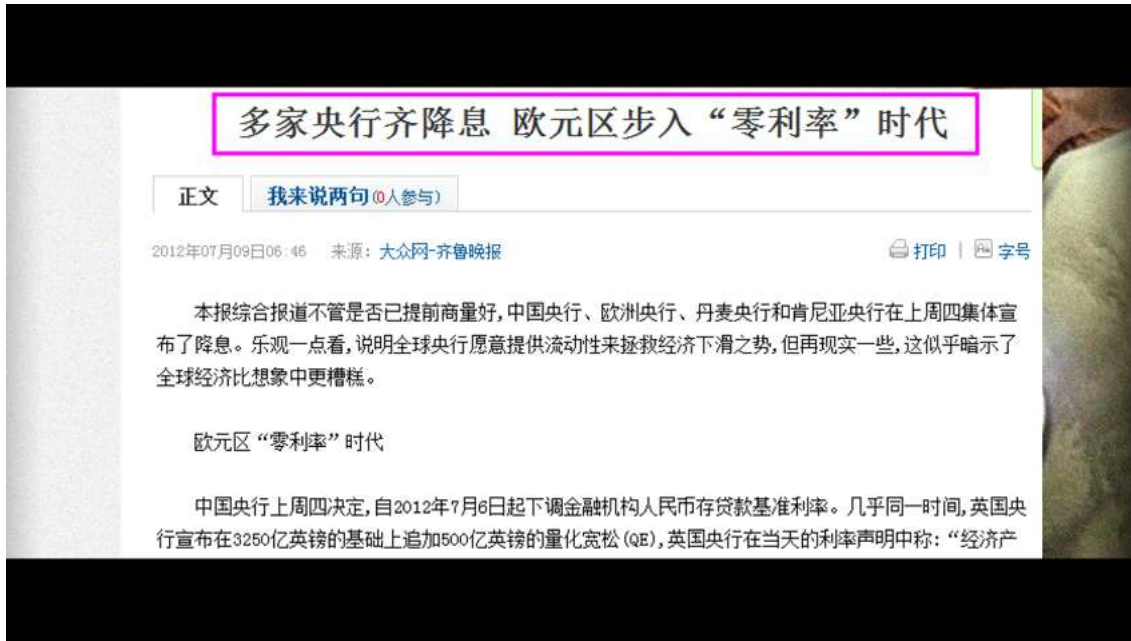 多家央行齐降息 欧元区步入“零利率”时代
正文 我来说两句(0人参与)
2012年07月09日06:46 来源：大众网-齐鲁晚报 打印 | Aa 字号
本报综合报道不管是否已提前商量好,中国央行、欧洲央行、丹麦央行和肯尼亚央行在上周四集体宣
布了降息。乐观一点看,说明全球央行愿意提供流动性来拯救经济下滑之势,但再现实一些,这似乎暗示了
全球经济比想象中更糟糕。
欧元区“零利率”时代
中国央行上周四决定,自2012年7月6日起下调金融机构人民币存贷款基准利率。几乎同一时间,英国央
行宣布在3250亿英镑的基础上追加500亿英镑的量化宽松(QE),英国央行在当天的利率声明中称：“经济产